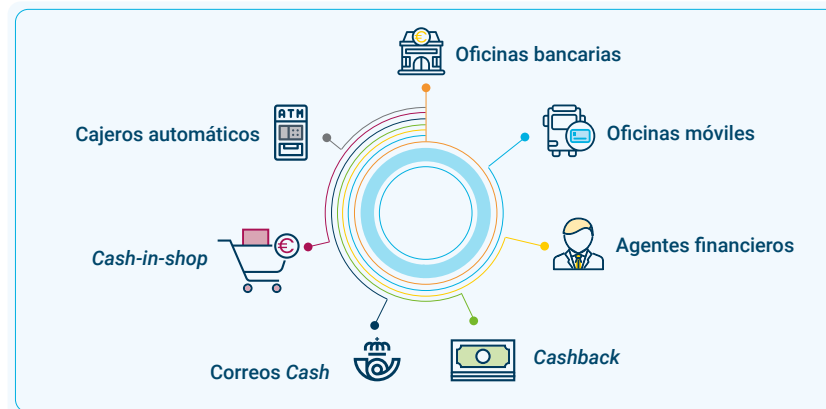 Oficinas bancarias
ATM
Cajeros automáticos
Oficinas móviles
€
Cash-in-shop
Agentes financieros
Correos Cash
Cashback